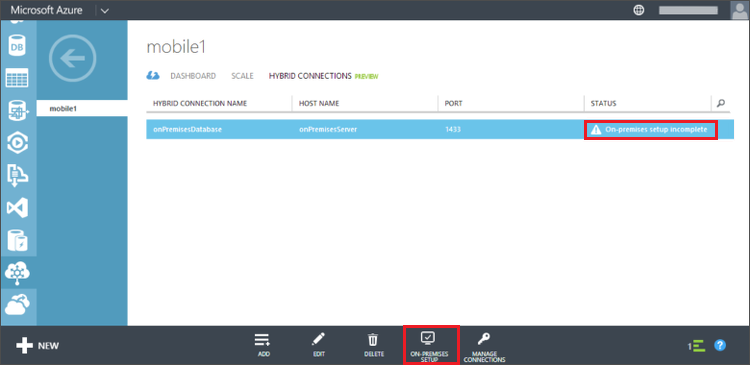 Microsoft Azure
DB
mobile1
mobile1
DASHBOARD SCALE HYBRID CONNECTIONS PREVIEW
HYBRID CONNECTION NAME HOST NAME PORT STATUS
onPremisesDatabase onPremisesServer 1433 On-premises setup incomplete
NEW
ADD
EDIT
DELETE
ON-PREMISES
SETUP
MANAGE
CONNECTIONS
1
?